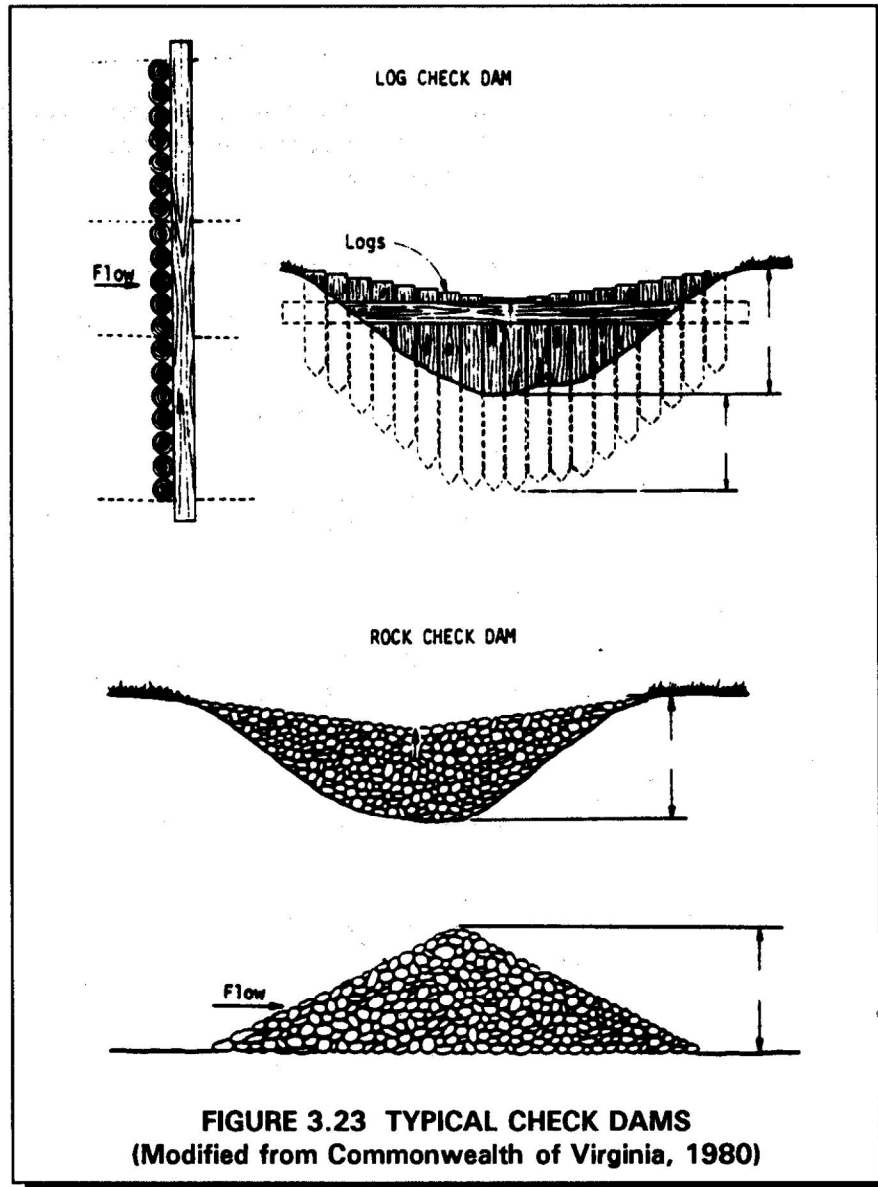 LOG CHECK DAM
Logs
Flow
ROCK CHECK DAM
Flow
FIGURE 3.23 TYPICAL CHECK DAMS
(Modified from Commonwealth of Virginia, 1980)